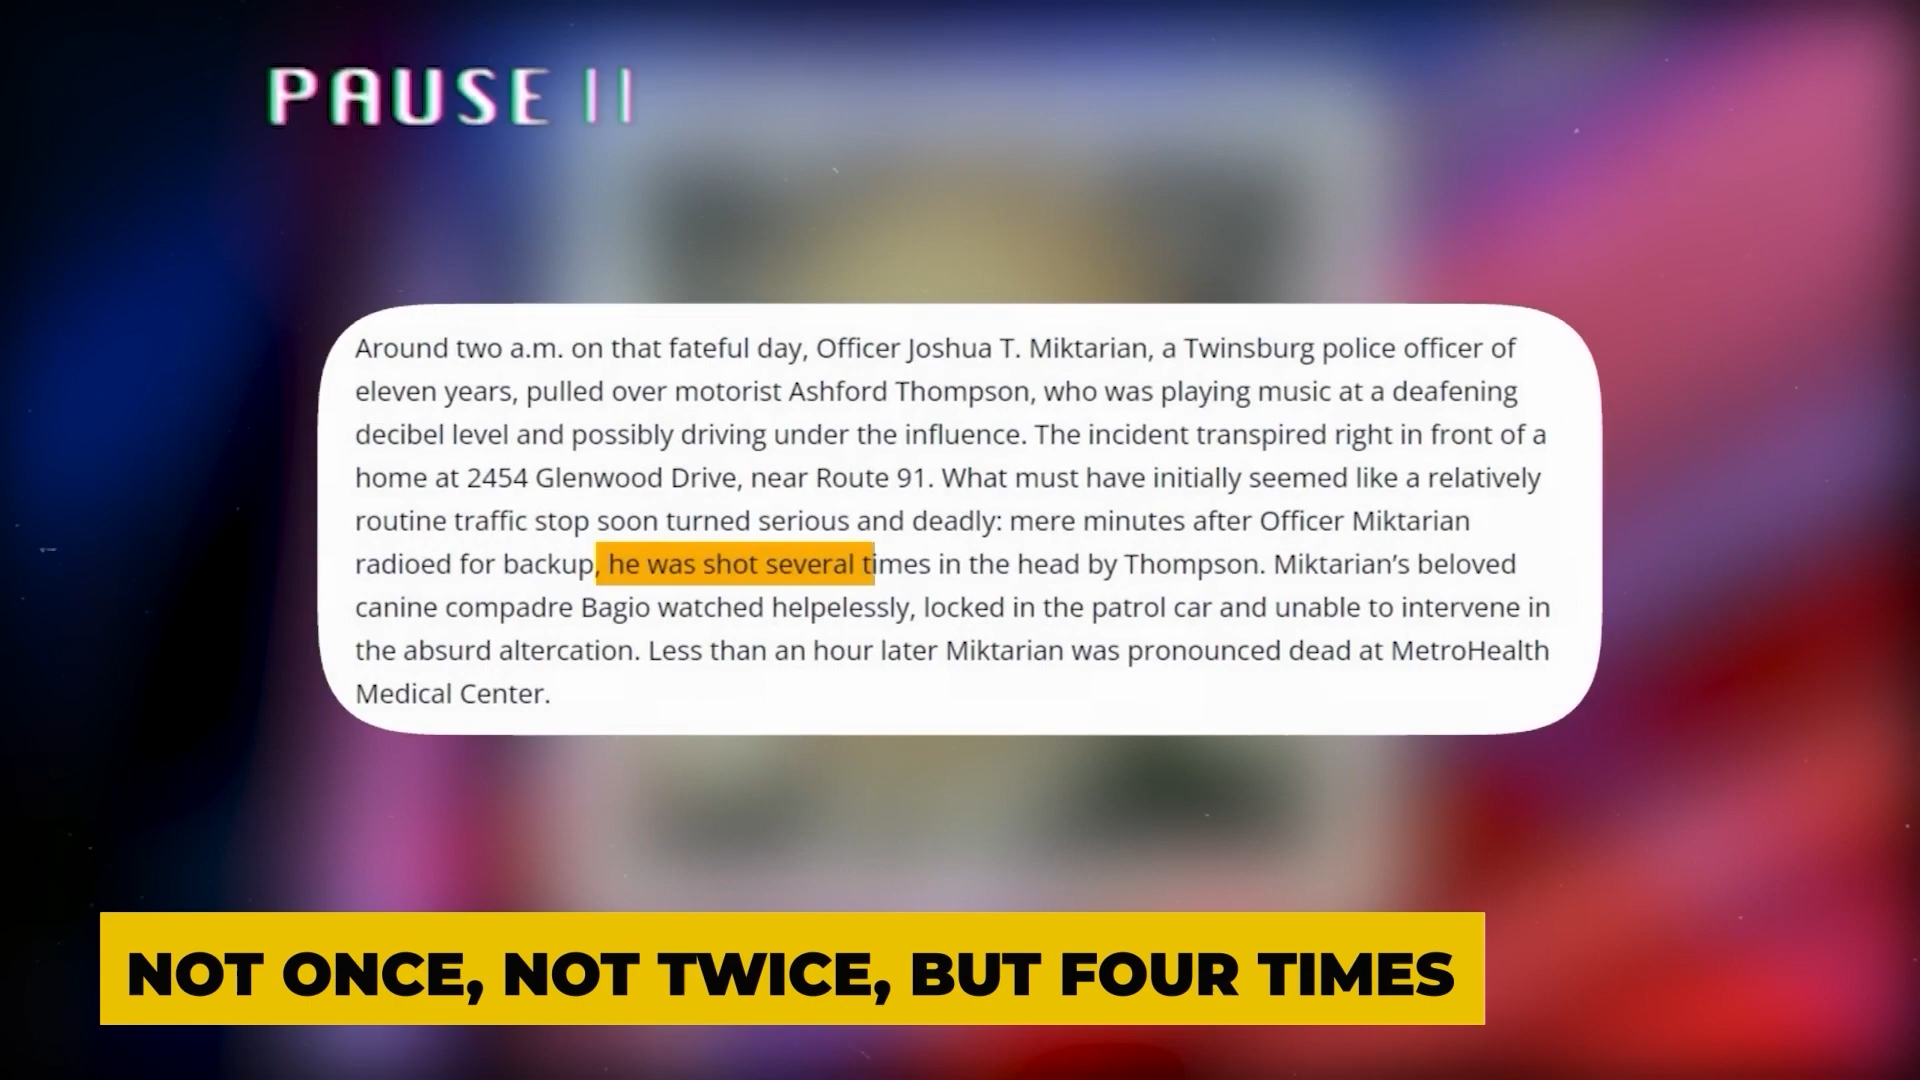 PAUSE II
Around two a.m. on that fateful day, Officer Joshua T. Miktarian, a Twinsburg police officer of
eleven years, pulled over motorist Ashford Thompson, who was playing music at a deafening
decibel level and possibly driving under the influence. The incident transpired right in front of a
home at 2454 Glenwood Drive, near Route 91. What must have initially seemed like a relatively
routine traffic stop soon turned serious and deadly: mere minutes after Officer Miktarian
radioed for backup, he was shot several times in the head by Thompson. Miktarian’s beloved
canine compadre Bagio watched helpelessly, locked in the patrol car and unable to intervene in
the absurd altercation. Less than an hour later Miktarian was pronounced dead at MetroHealth
Medical Center.
NOT ONCE, NOT TWICE, BUT FOUR TIMES